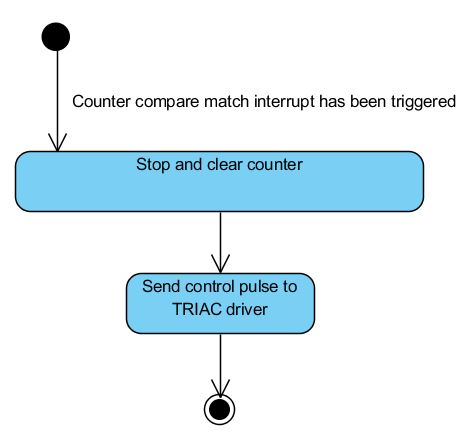 Counter compare match interrupt has been triggered
Stop and clear counter
Send control pulse to
TRIAC driver